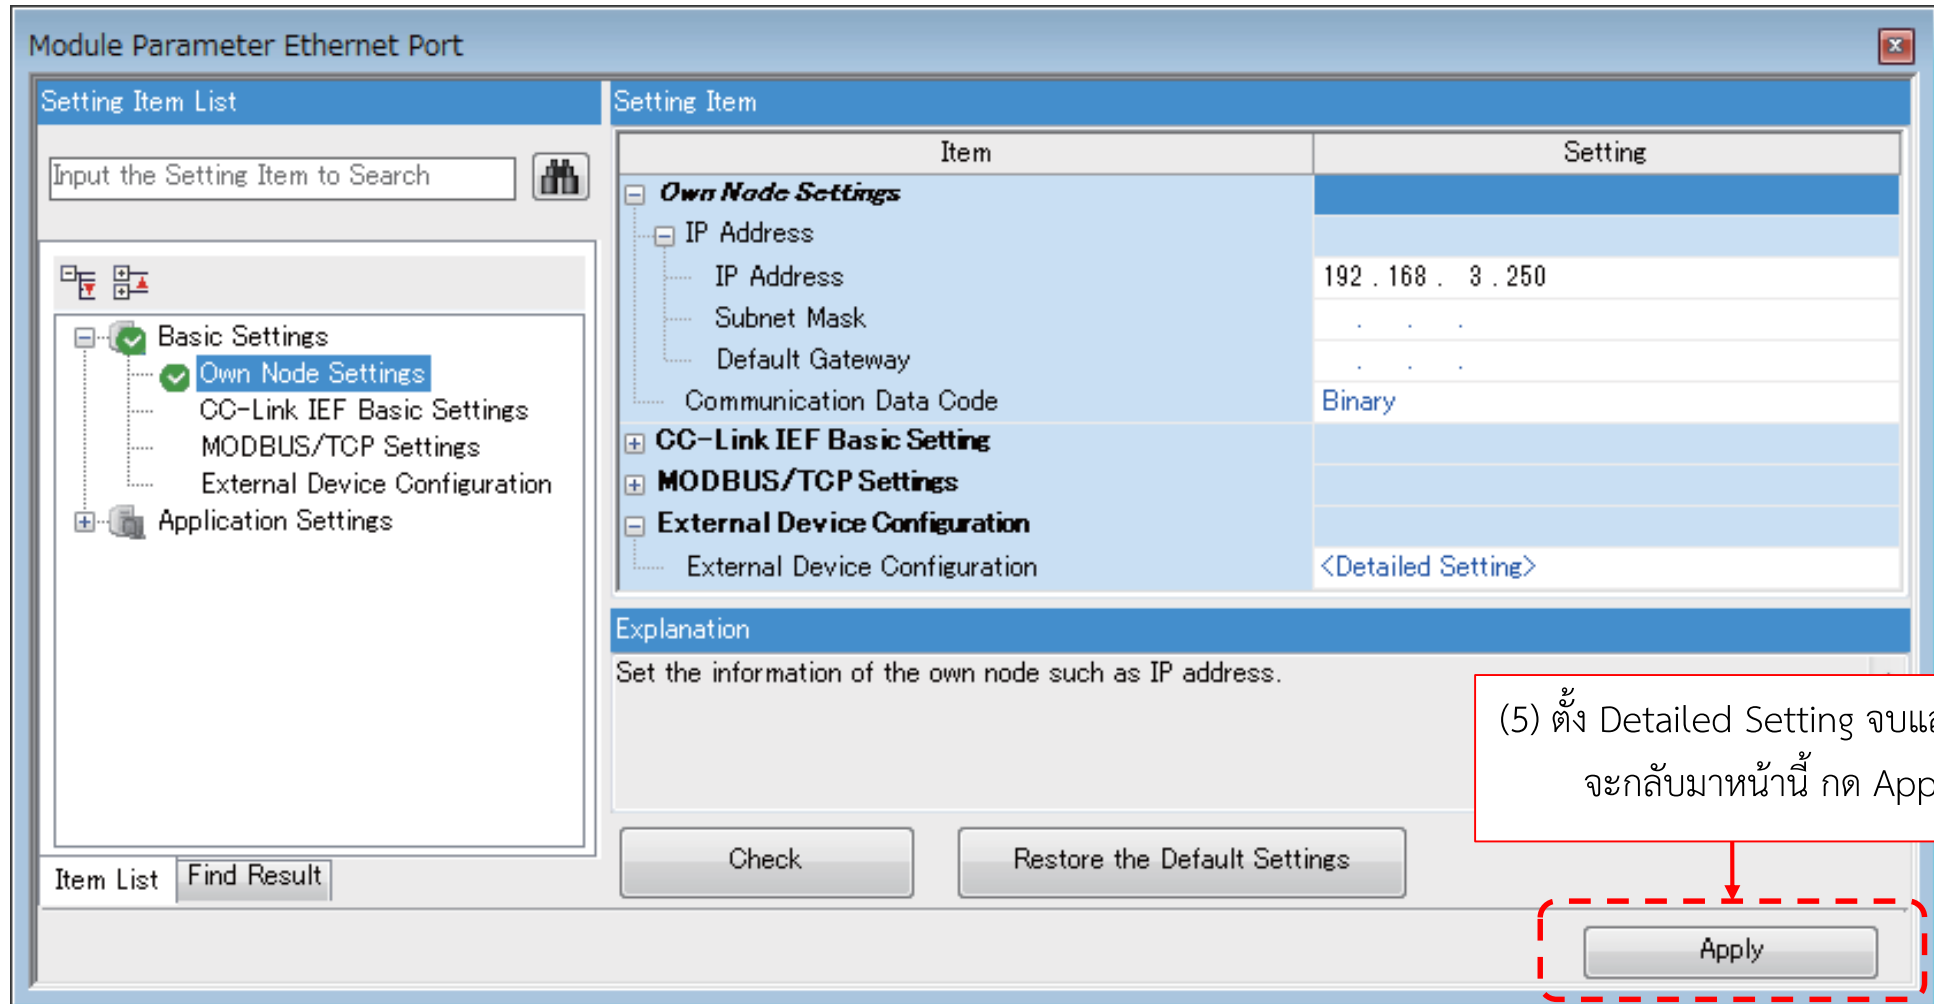 Module Parameter Ethernet Port
Setting Item List
Input the Setting Item to Search
Basic Settings
Own Node Settings
CC-Link IEF Basic Settings
MODBUS/TCP Settings
External Device Configuration
Application Settings
Item List
Find Result
Setting Item
Item Setting
Own Node Settings
IP Address
IP Address 192 . 168 . 3 . 250
Subnet Mask . . .
Default Gateway . . .
Communication Data Code Binary
CC-Link IEF Basic Setting
MODBUS/TCP Settings
External Device Configuration
External Device Configuration <Detailed Setting>
Explanation
Set the information of the own node such as IP address.
(5) ตั้ง Detailed Setting
จะกลับมาหน้านี้ กด
Check
Restore the Default Settings
Apply